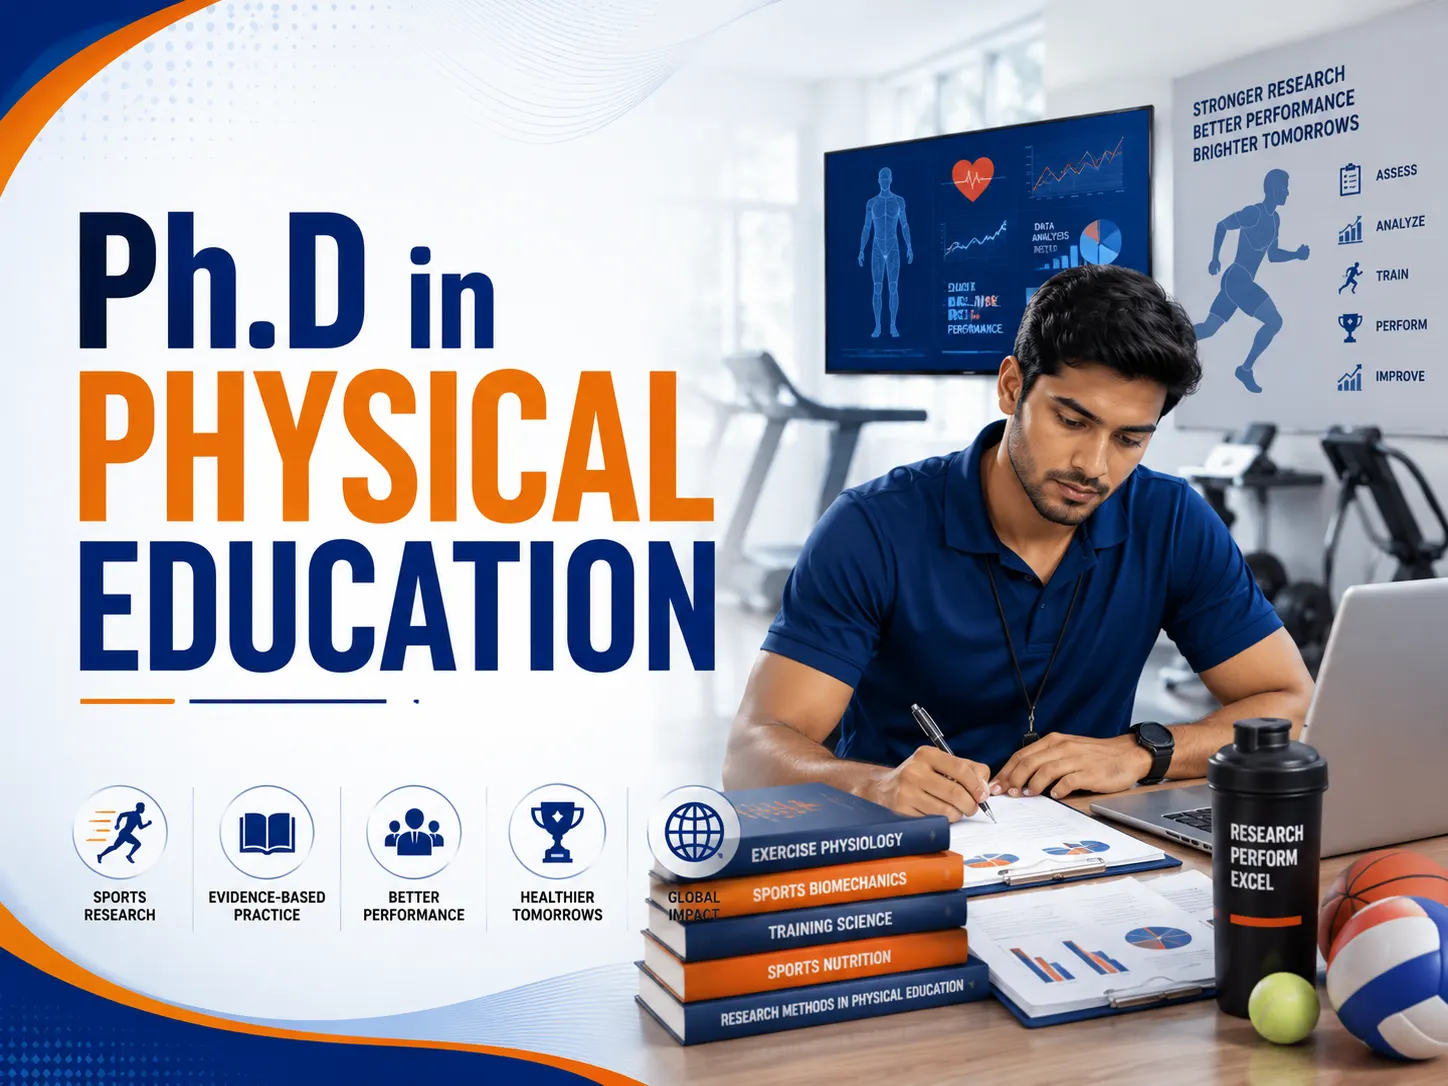 Ph.D in
PHYSICAL
EDUCATION
SPORTS
RESEARCH
EVIDENCE-BASED
PRACTICE
BETTER
PERFORMANCE
HEALTHIER
TOMORROWS
GLOBAL
IMPACT
STRONGER RESEARCH
BETTER PERFORMANCE
BRIGHTER TOMORROWS
ASSESS
ANALYZE
TRAIN
PERFORM
IMPROVE
DATA
ANALYSIS
PERFORMANCE
EXERCISE PHYSIOLOGY
SPORTS BIOMECHANICS
TRAINING SCIENCE
SPORTS NUTRITION
RESEARCH METHODS IN PHYSICAL EDUCATION
RESEARCH
PERFORM
EXCEL